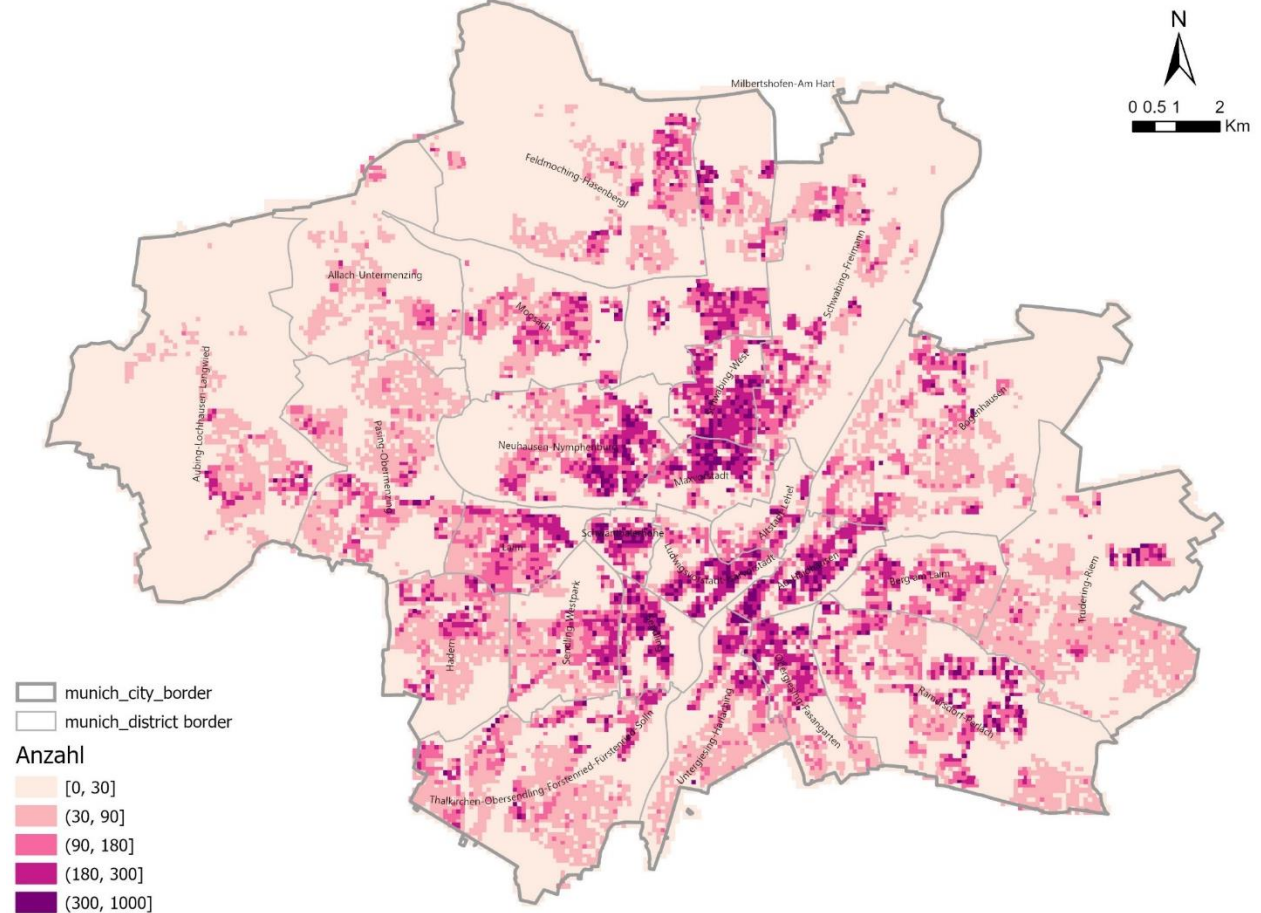 N
0 0.5 1 2
Km
Milbertshofen-Am Hart
Feldmoching-Hasenbergl
Schwabing-Freimann
Allach-Untermenzing
Moosach
Schwabing-West
Aubing-Lochhausen-Langwied
Bogenhausen
Pasing-Obermenzing
Neuhausen-Nymphenburg
Maxvorstadt
Altstadt-Lehel
Laim
Berg am Laim
Trudering-Riem
Sendling-Westpark
Sendling
Hadern
Obergiesing-Fasangarten
Ramersdorf-Perlach
Untergiesing-Harlaching
Thalkirchen-Obersendling-Forstenried-Fürstenried-Solln
munich_city_border
munich_district border
Anzahl
[0, 30]
(30, 90]
(90, 180]
(180, 300]
(300, 1000]